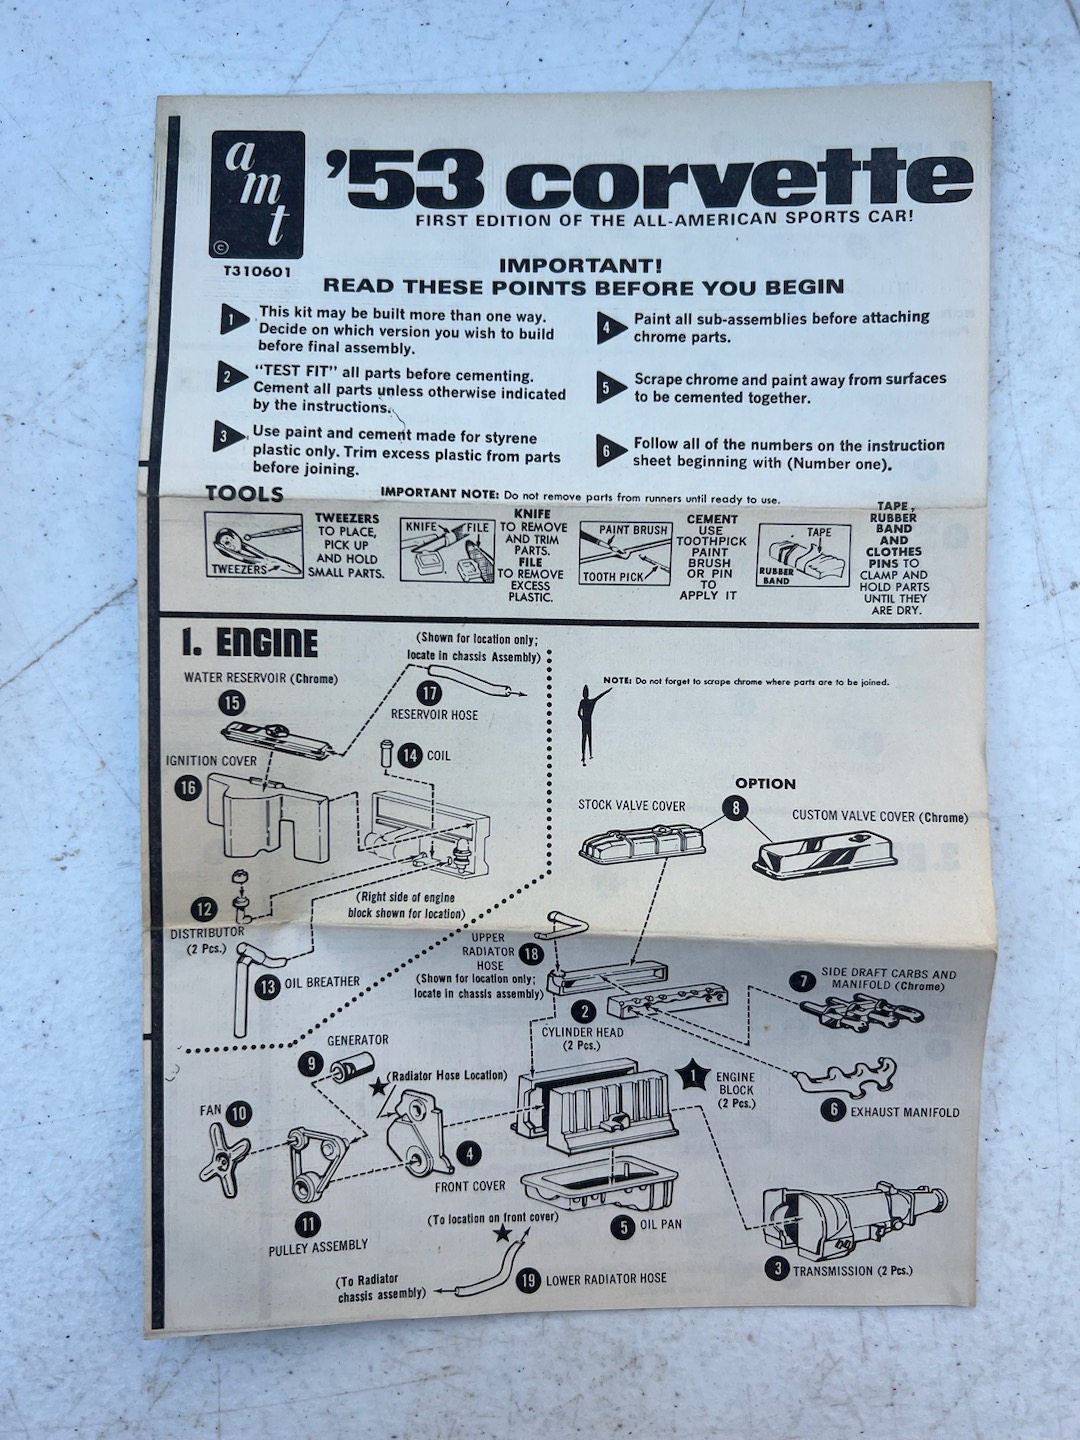 amt
©
T310601
'53 corvette
FIRST EDITION OF THE ALL-AMERICAN SPORTS CAR!
IMPORTANT!
READ THESE POINTS BEFORE YOU BEGIN
1
This kit may be built more than one way.
Decide on which version you wish to build
before final assembly.
2
"TEST FIT" all parts before cementing.
Cement all parts unless otherwise indicated
by the instructions.
3
Use paint and cement made for styrene
plastic only. Trim excess plastic from parts
before joining.
4
Paint all sub-assemblies before attaching
chrome parts.
5
Scrape chrome and paint away from surfaces
to be cemented together.
6
Follow all of the numbers on the instruction
sheet beginning with (Number one).
TOOLS
IMPORTANT NOTE: Do not remove parts from runners until ready to use.
TWEEZERS
TWEEZERS
TO PLACE,
PICK UP
AND HOLD
SMALL PARTS.
KNIFE
FILE
KNIFE
TO REMOVE
AND TRIM
PARTS.
FILE
TO REMOVE
EXCESS
PLASTIC.
PAINT BRUSH
TOOTH PICK
CEMENT
USE
TOOTHPICK
PAINT
BRUSH
OR PIN
TO
APPLY IT
TAPE
RUBBER
BAND
TAPE,
RUBBER
BAND
AND
CLOTHES
PINS TO
CLAMP AND
HOLD PARTS
UNTIL THEY
ARE DRY.
1. ENGINE
(Shown for location only;
locate in chassis Assembly)
WATER RESERVOIR (Chrome)
15
17
RESERVOIR HOSE
NOTE: Do not forget to scrape chrome where parts are to be joined.
14 COIL
IGNITION COVER
16
OPTION
8
STOCK VALVE COVER
CUSTOM VALVE COVER (Chrome)
(Right side of engine
block shown for location)
12
DISTRIBUTOR
(2 Pcs.)
13 OIL BREATHER
UPPER
RADIATOR
HOSE
18
(Shown for location only;
locate in chassis assembly)
2
CYLINDER HEAD
(2 Pcs.)
7
SIDE DRAFT CARBS AND
MANIFOLD (Chrome)
GENERATOR
9
(Radiator Hose Location)
1
ENGINE
BLOCK
(2 Pcs.)
6 EXHAUST MANIFOLD
FAN 10
4
FRONT COVER
11
PULLEY ASSEMBLY
(To location on front cover)
5 OIL PAN
3 TRANSMISSION (2 Pcs.)
(To Radiator
chassis assembly)
19 LOWER RADIATOR HOSE